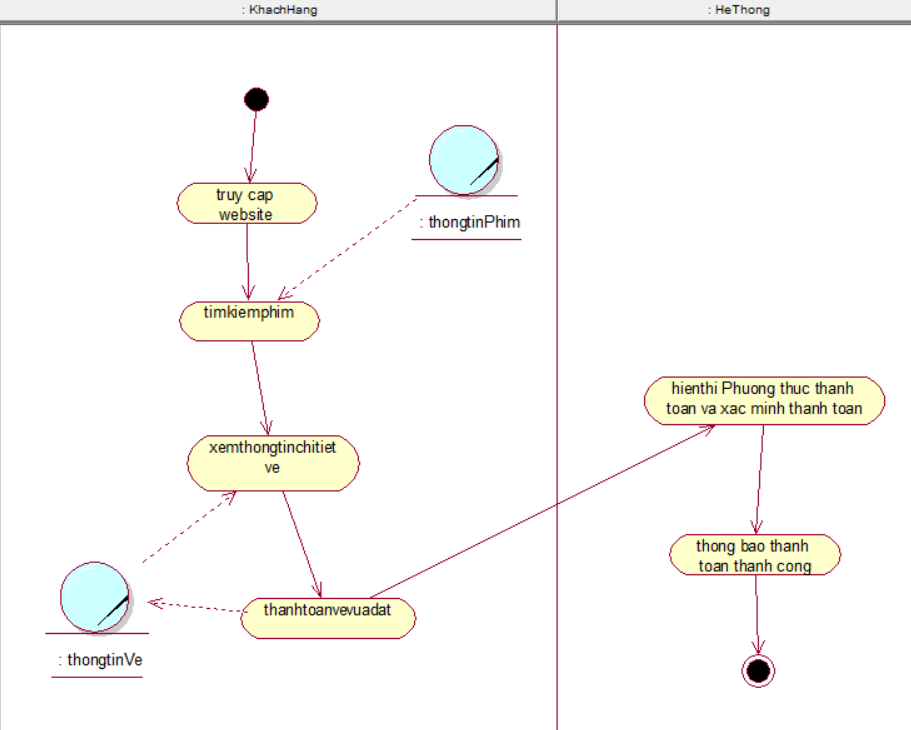 : KhachHang
: HeThong
truy cap
website
: thongtinPhim
timkiemphim
hienthi Phuong thuc thanh
toan va xac minh thanh toan
xemthongtinchitiet
ve
thong bao thanh
toan thanh cong
thanhtoanvevuadat
: thongtinVe